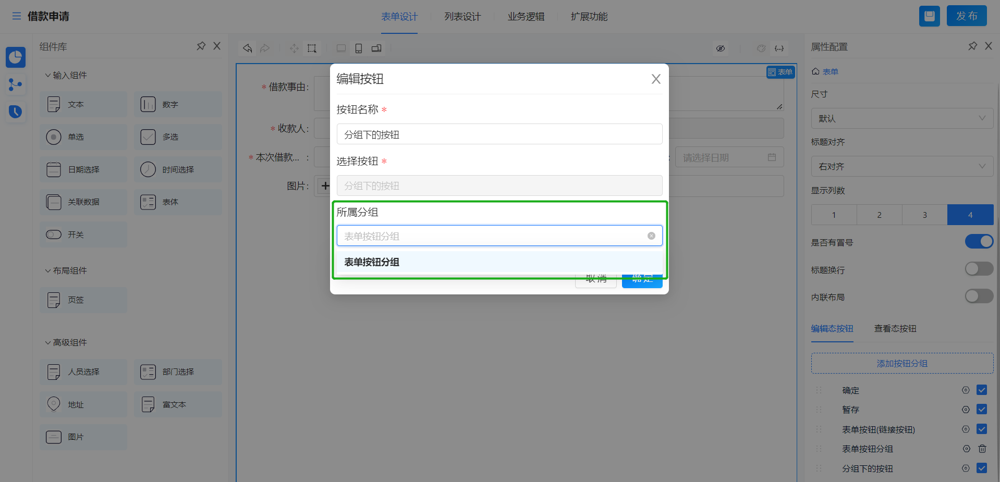 借款申请
表单设计
列表设计
业务逻辑
扩展功能
发布
组件库
输入组件
文本
数字
单选
多选
日期选择
时间选择
关联数据
表体
开关
布局组件
页签
高级组件
人员选择
部门选择
地址
富文本
图片
表单
* 借款事由:
* 收款人:
* 本次借款... :
:
请选择日期
图片:
编辑按钮
按钮名称 *
分组下的按钮
选择按钮 *
分组下的按钮
所属分组
表单按钮分组
表单按钮分组
取消
确定
属性配置
表单
尺寸
默认
标题对齐
右对齐
显示列数
1
2
3
4
是否有冒号
标题换行
内联布局
编辑态按钮
查看态按钮
添加按钮分组
确定
暂存
表单按钮(链接按钮)
表单按钮分组
分组下的按钮